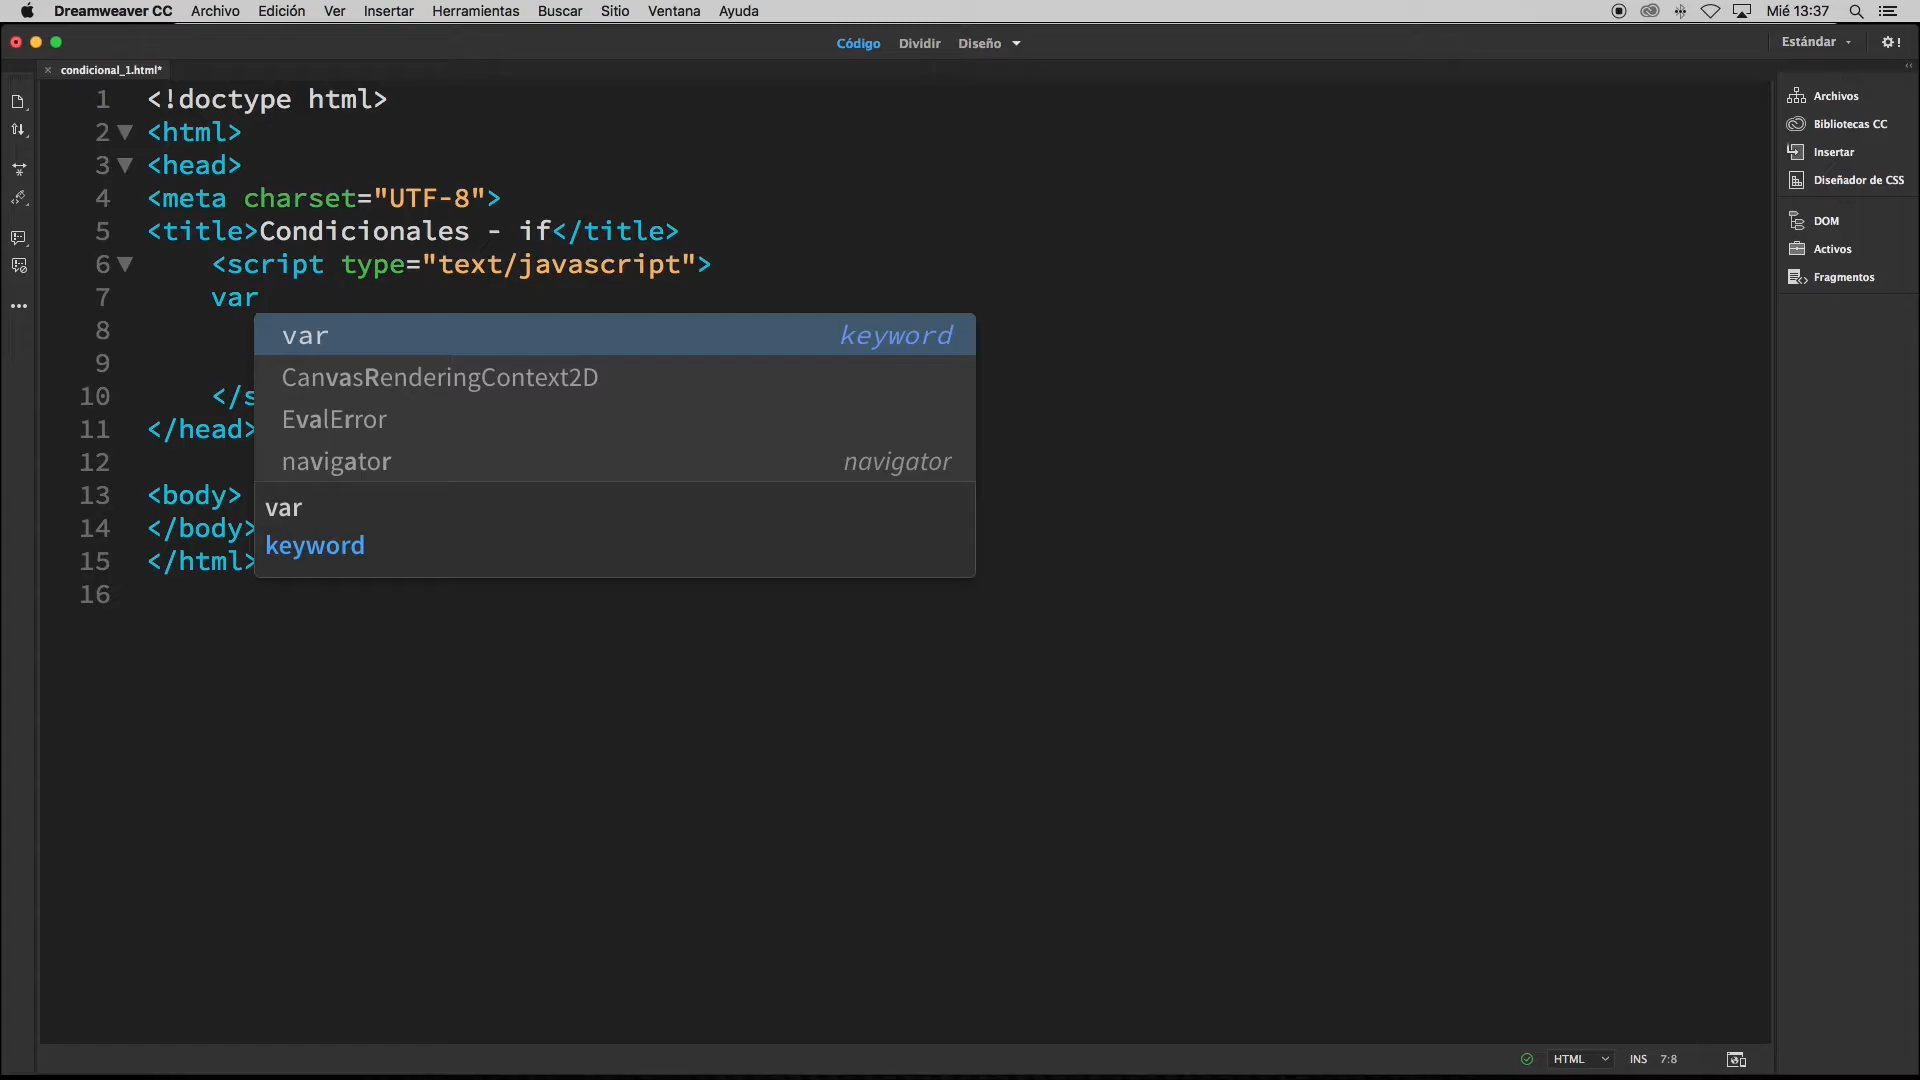 Dreamweaver CC Archivo Edición Ver Insertar Herramientas Buscar Sitio Ventana Ayuda Mié 13:37
Código Dividir Diseño Estándar
condicional_1.html*
1 <!doctype html>
2 <html>
3 <head>
4 <meta charset="UTF-8">
5 <title>Condicionales - if</title>
6 <script type="text/javascript">
7 var
8
9
10 </s
11 </head>
12
13 <body>
14 </body>
15 </html>
16
var keyword
CanvasRenderingContext2D
EvalError
navigator navigator
var
keyword
Archivos
Bibliotecas CC
Insertar
Diseñador de CSS
DOM
Activos
Fragmentos
HTML INS 7:8